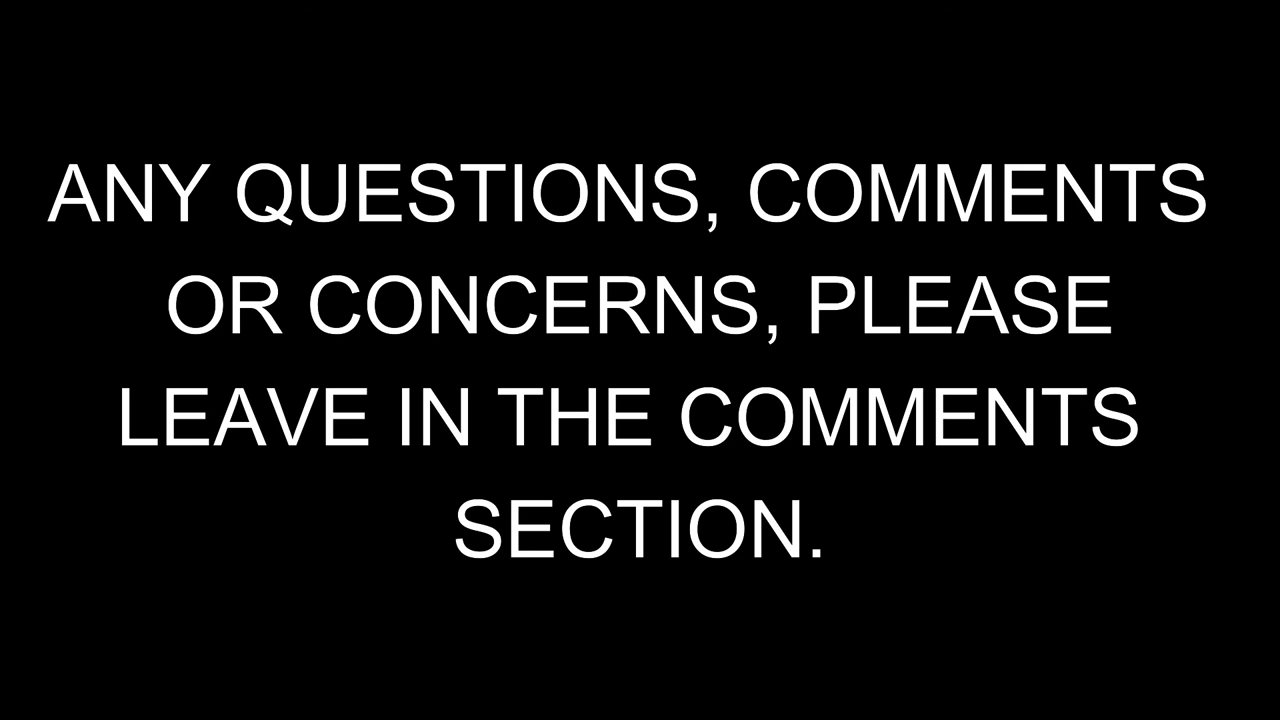 ANY QUESTIONS, COMMENTS
OR CONCERNS, PLEASE
LEAVE IN THE COMMENTS
SECTION.